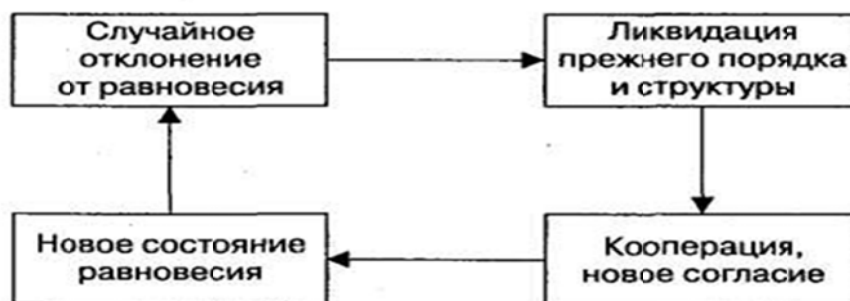 Случайное
отклонение
от равновесия
Ликвидация
прежнего порядка
и структуры
Новое состояние
равновесия
Кооперация,
новое согласие